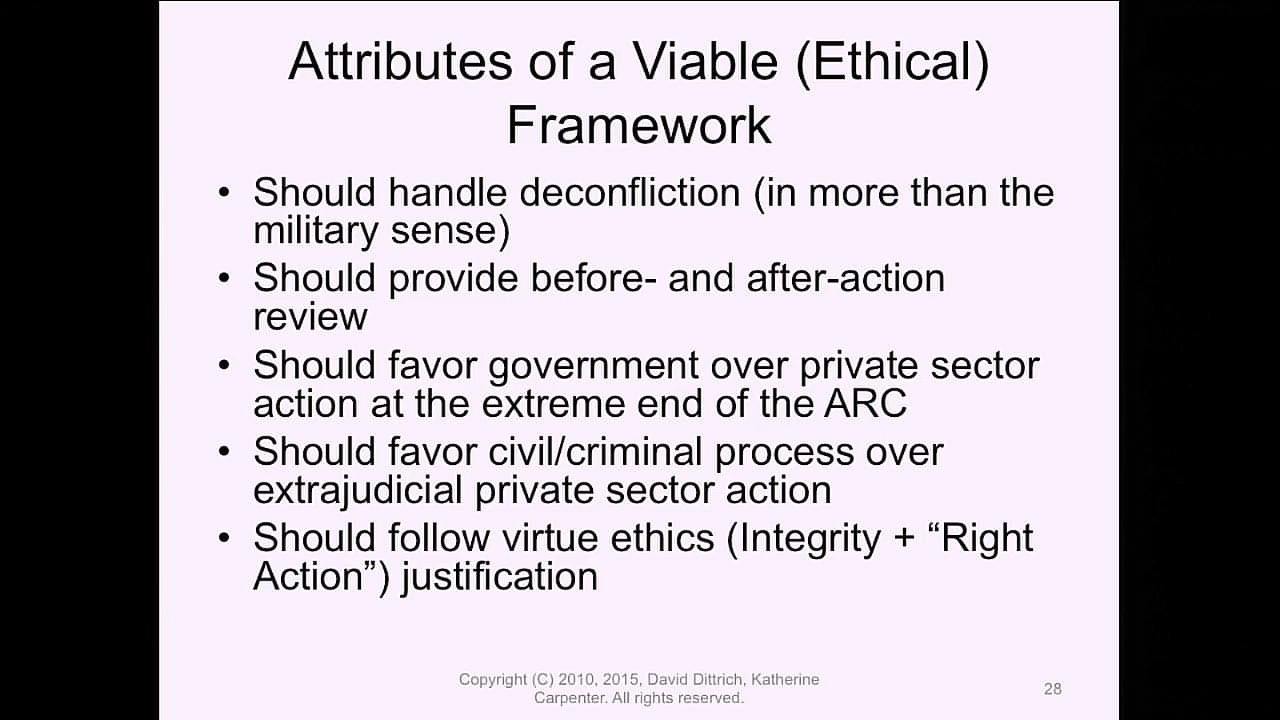 Attributes of a Viable (Ethical)
Framework
• Should handle deconfliction (in more than the
military sense)
• Should provide before- and after-action
review
• Should favor government over private sector
action at the extreme end of the ARC
• Should favor civil/criminal process over
extrajudicial private sector action
• Should follow virtue ethics (Integrity + “Right
Action”) justification
Copyright (C) 2010, 2015, David Dittrich, Katherine
Carpenter. All rights reserved.
28